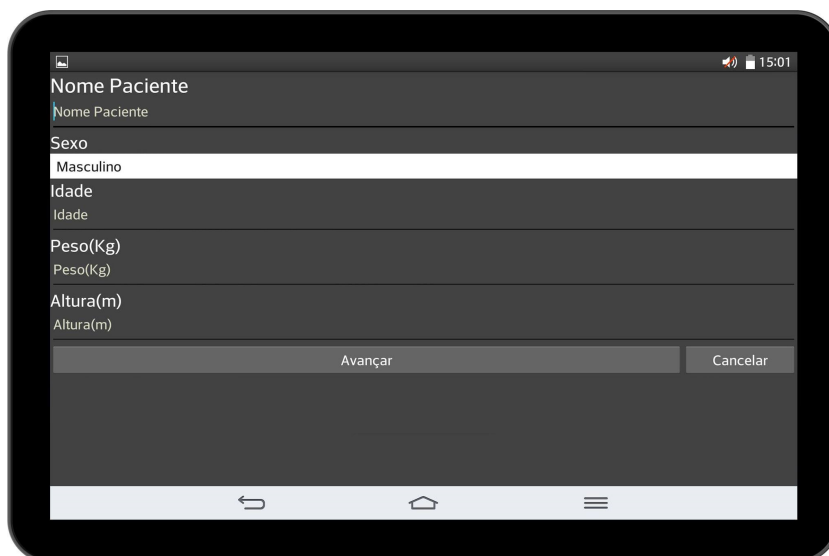 15:01
Nome Paciente
Nome Paciente
Sexo
Masculino
Idade
Idade
Peso(Kg)
Peso(Kg)
Altura(m)
Altura(m)
Avançar Cancelar